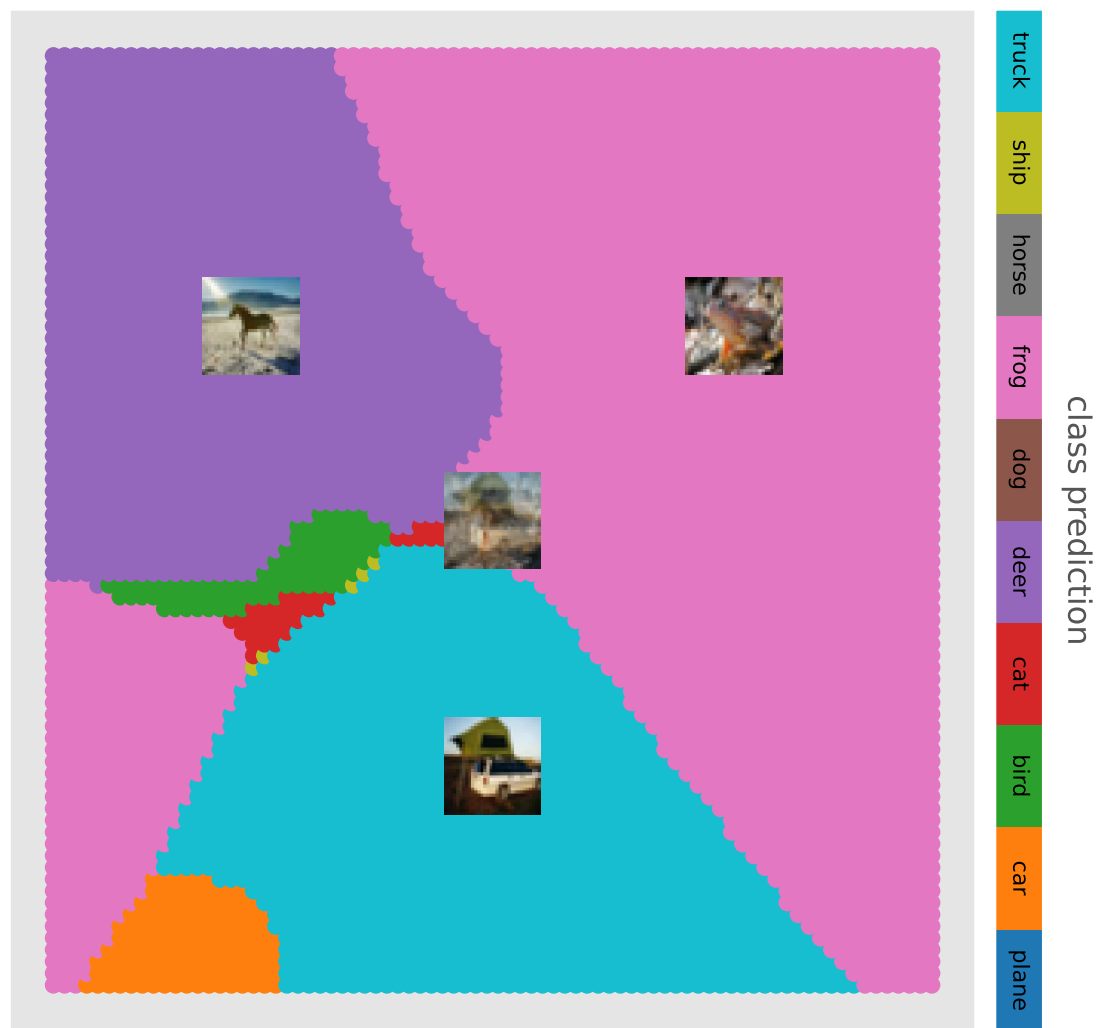 truck
ship
horse
frog
dog
deer
cat
bird
car
plane
class prediction